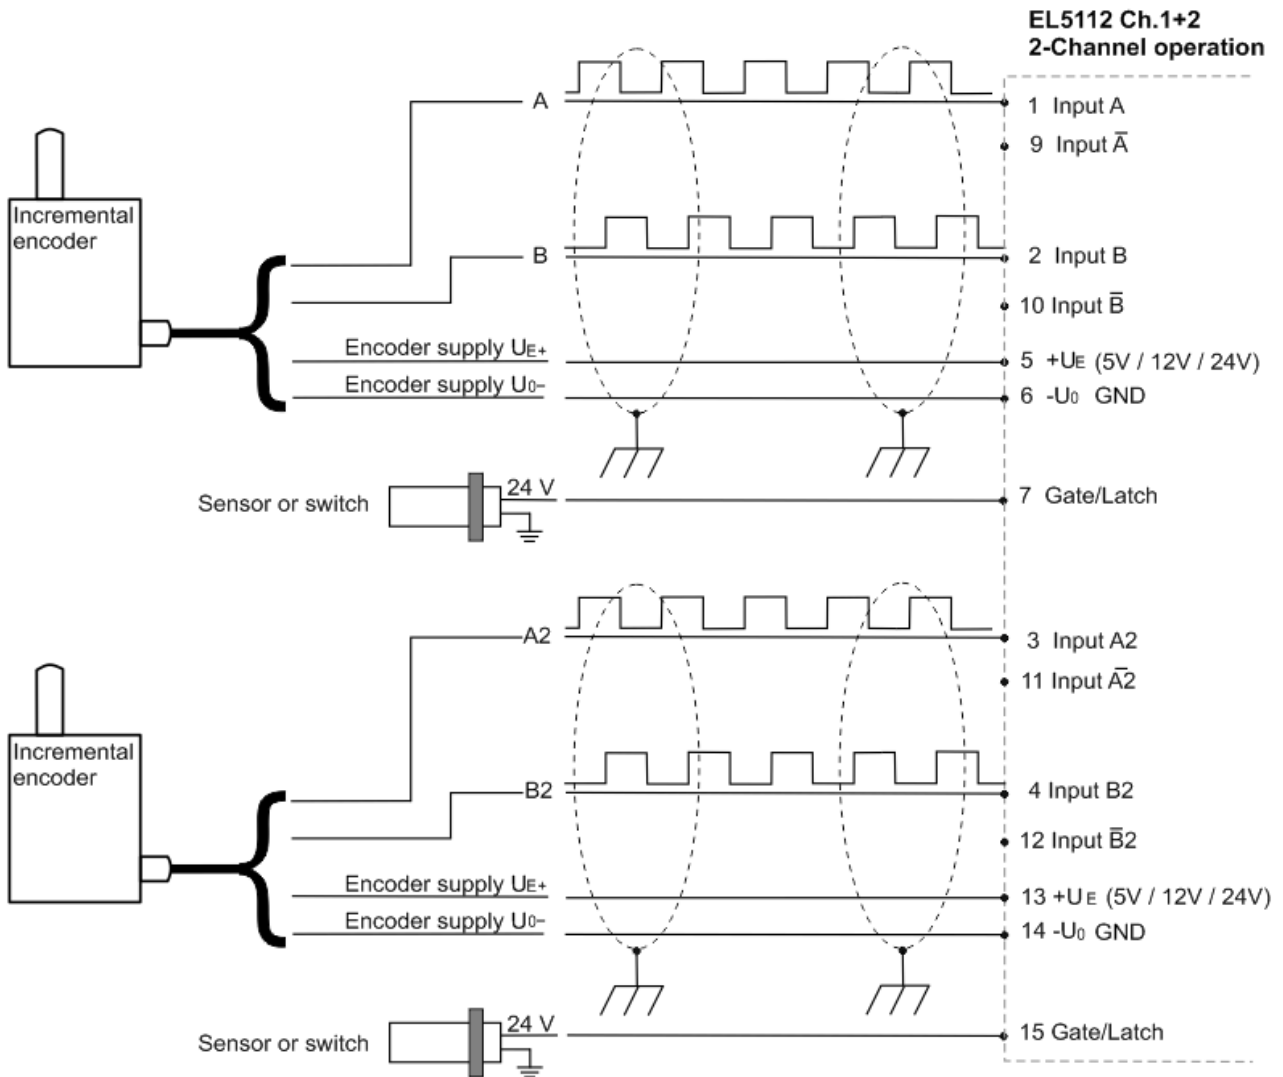 EL5112 Ch.1+2
2-Channel operation
A
1 Input A
9 Input A̅
Incremental
encoder
B
2 Input B
10 Input B̅
Encoder supply UE+
5 +UE (5V / 12V / 24V)
Encoder supply U0–
6 -U0 GND
Sensor or switch
24 V
7 Gate/Latch
A2
3 Input A2
11 Input A̅2
Incremental
encoder
B2
4 Input B2
12 Input B̅2
Encoder supply UE+
13 +UE (5V / 12V / 24V)
Encoder supply U0–
14 -U0 GND
Sensor or switch
24 V
15 Gate/Latch